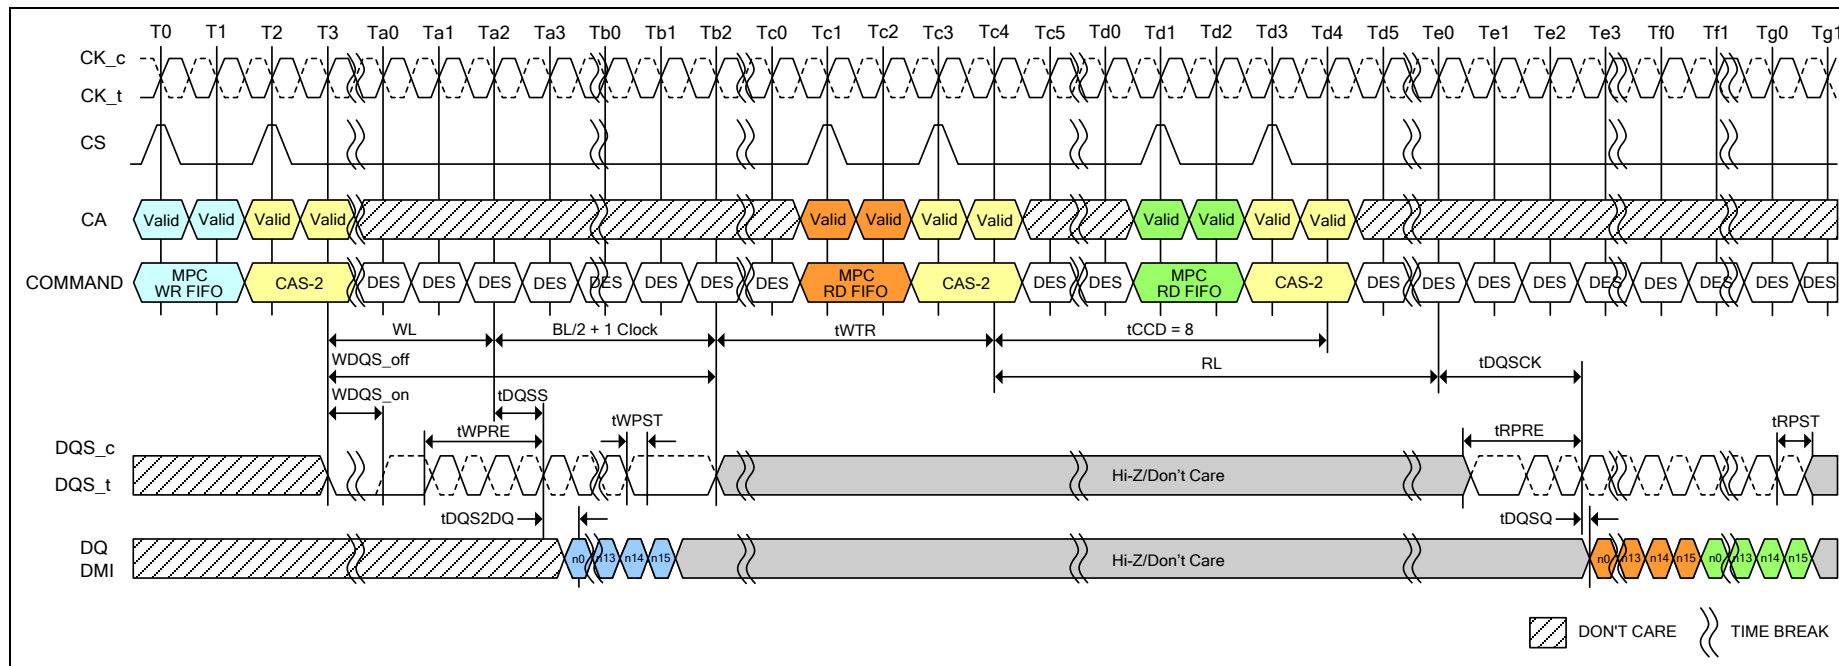 T0 T1 T2 T3 Ta0 Ta1 Ta2 Ta3 Tb0 Tb1 Tb2 Tc0 Tc1 Tc2 Tc3 Tc4 Tc5 Td0 Td1 Td2 Td3 Td4 Td5 Te0 Te1 Te2 Te3 Tf0 Tf1 Tg0 Tg1
CK_c
CK_t
CS
CA Valid Valid Valid Valid Valid Valid Valid Valid Valid Valid Valid Valid
COMMAND MPC WR FIFO CAS-2 DES DES DES DES DES DES DES DES MPC RD FIFO CAS-2 DES DES MPC RD FIFO CAS-2 DES DES DES DES DES DES DES DES DES
WL BL/2 + 1 Clock tWTR tCCD = 8
WDQS_off RL tDQSCK
WDQS_on tDQSS
tWPRE tWPST tRPRE tRPST
DQS_c
DQS_t Hi-Z/Don't Care
tDQS2DQ tDQSQ
DQ
DMI n0 n13 n14 n15 Hi-Z/Don't Care n0 n13 n14 n15 n0 n13 n14 n15
DON'T CARE TIME BREAK